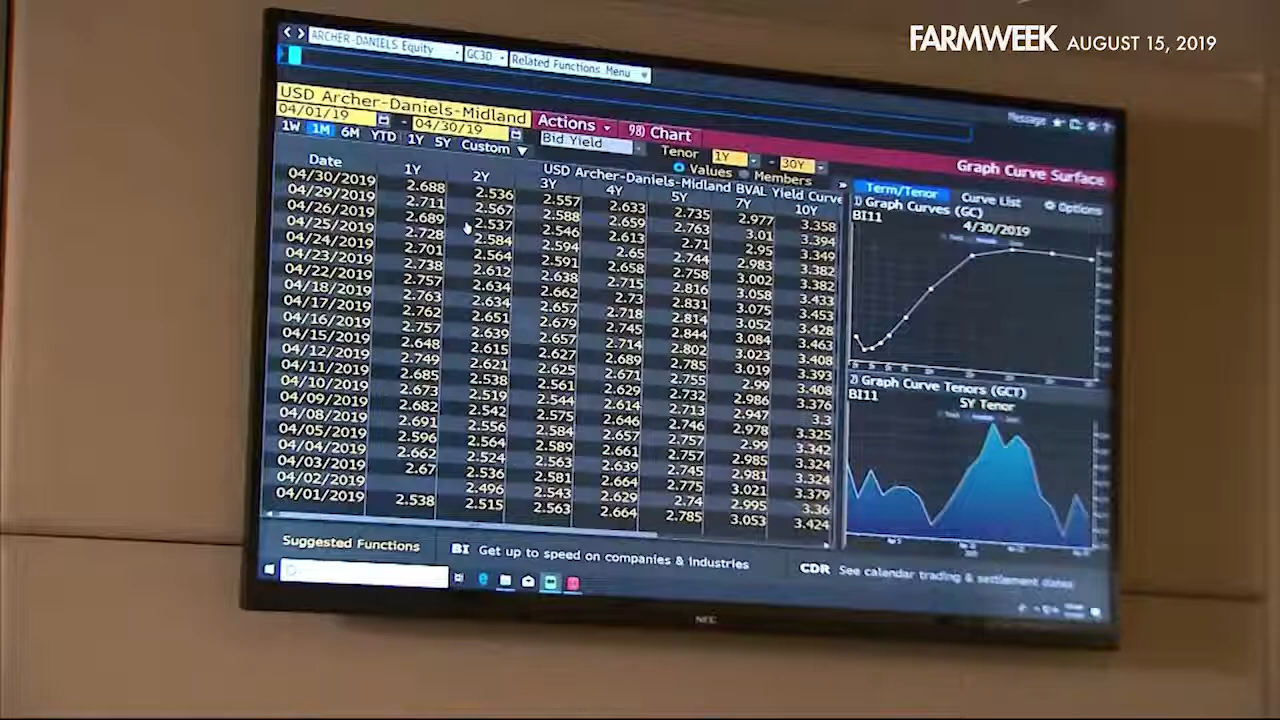 FARMWEEK AUGUST 15, 2019
ARCHER-DANIELS Equity GC3D Related Functions Menu
Message
USD Archer-Daniels-Midland Actions 98) Chart Graph Curve Surface
04/01/19 - 04/30/19 Bid Yield Tenor 1Y - 30Y
1W 1M 6M YTD 1Y 5Y Custom Values Members
USD Archer-Daniels-Midland BVAL Yield Curve
Date 1Y 2Y 3Y 4Y 5Y 7Y 10Y
04/30/2019 2.688 2.536 2.557 2.633 2.735 2.977 3.358
04/29/2019 2.711 2.567 2.588 2.659 2.763 3.01 3.394
04/26/2019 2.689 2.537 2.546 2.613 2.71 2.95 3.349
04/25/2019 2.728 2.584 2.594 2.65 2.744 2.983 3.382
04/24/2019 2.701 2.564 2.591 2.658 2.758 3.002 3.382
04/23/2019 2.738 2.612 2.638 2.715 2.816 3.058 3.433
04/22/2019 2.757 2.634 2.662 2.73 2.831 3.075 3.453
04/18/2019 2.763 2.634 2.657 2.718 2.814 3.052 3.428
04/17/2019 2.762 2.651 2.679 2.745 2.844 3.084 3.463
04/16/2019 2.757 2.639 2.657 2.714 2.802 3.023 3.408
04/15/2019 2.648 2.615 2.627 2.689 2.785 3.019 3.393
04/12/2019 2.749 2.621 2.625 2.671 2.755 2.99 3.408
04/11/2019 2.685 2.538 2.561 2.629 2.732 2.986 3.376
04/10/2019 2.673 2.519 2.544 2.614 2.713 2.947 3.3
04/09/2019 2.682 2.542 2.575 2.646 2.746 2.978 3.325
04/08/2019 2.691 2.556 2.584 2.657 2.757 2.99 3.342
04/05/2019 2.596 2.564 2.589 2.661 2.757 2.985 3.324
04/04/2019 2.662 2.524 2.563 2.639 2.745 2.981 3.324
04/03/2019 2.67 2.536 2.581 2.664 2.775 3.021 3.379
04/02/2019 2.496 2.543 2.629 2.74 2.995 3.36
04/01/2019 2.538 2.515 2.563 2.664 2.785 3.053 3.424
Term/Tenor Curve List Options
1) Graph Curves (GC)
BI11 4/30/2019
2) Graph Curve Tenors (GCT)
BI11 5Y Tenor
Suggested Functions BI Get up to speed on companies & industries CDR See calendar trading & settlement dates
NEC